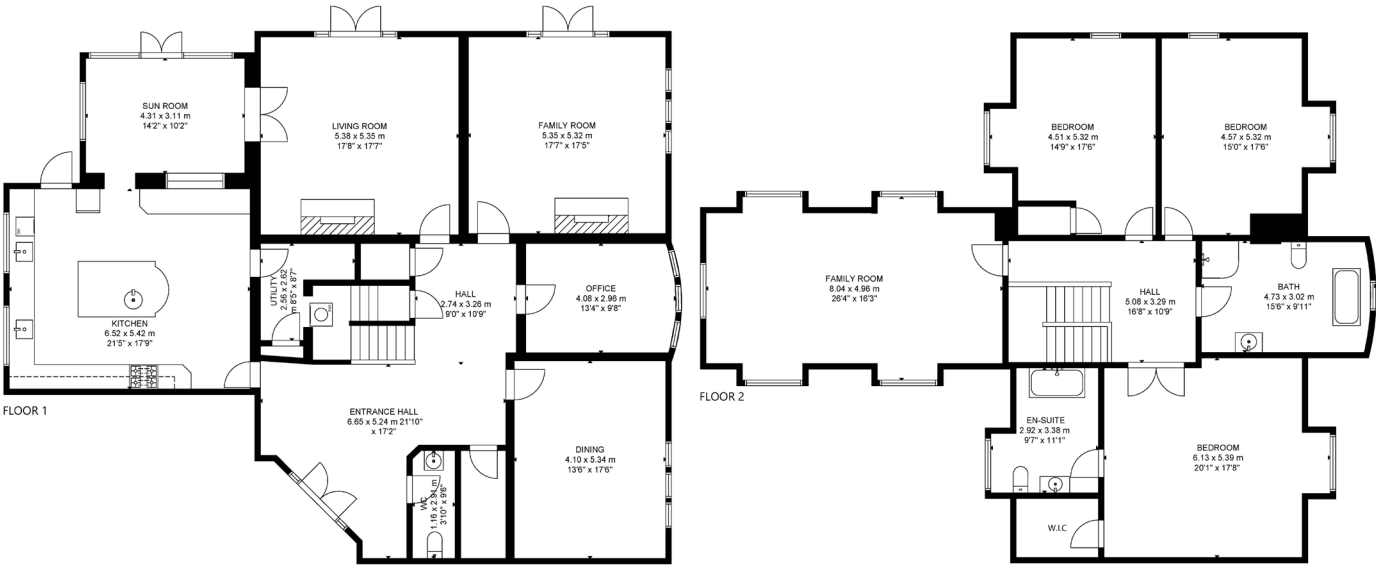 SUN ROOM
4.31 x 3.11 m
14'2" x 10'2"
LIVING ROOM
5.38 x 5.35 m
17'8" x 17'7"
FAMILY ROOM
5.35 x 5.32 m
17'7" x 17'5"
KITCHEN
6.52 x 5.42 m
21'5" x 17'9"
UTILITY
2.56 x 2.62
m 8'5" x 8'7"
HALL
2.74 x 3.26 m
9'0" x 10'9"
OFFICE
4.08 x 2.96 m
13'4" x 9'8"
ENTRANCE HALL
6.65 x 5.24 m 21'10"
x 17'2"
WC
1.16 x 2.91 m
3'10" x 9'6"
DINING
4.10 x 5.34 m
13'6" x 17'6"
FLOOR 1
BEDROOM
4.51 x 5.32 m
14'9" x 17'6"
BEDROOM
4.57 x 5.32 m
15'0" x 17'6"
FAMILY ROOM
8.04 x 4.96 m
26'4" x 16'3"
HALL
5.08 x 3.29 m
16'8" x 10'9"
BATH
4.73 x 3.02 m
15'6" x 9'11"
EN-SUITE
2.92 x 3.38 m
9'7" x 11'1"
BEDROOM
6.13 x 5.39 m
20'1" x 17'8"
W.I.C
FLOOR 2